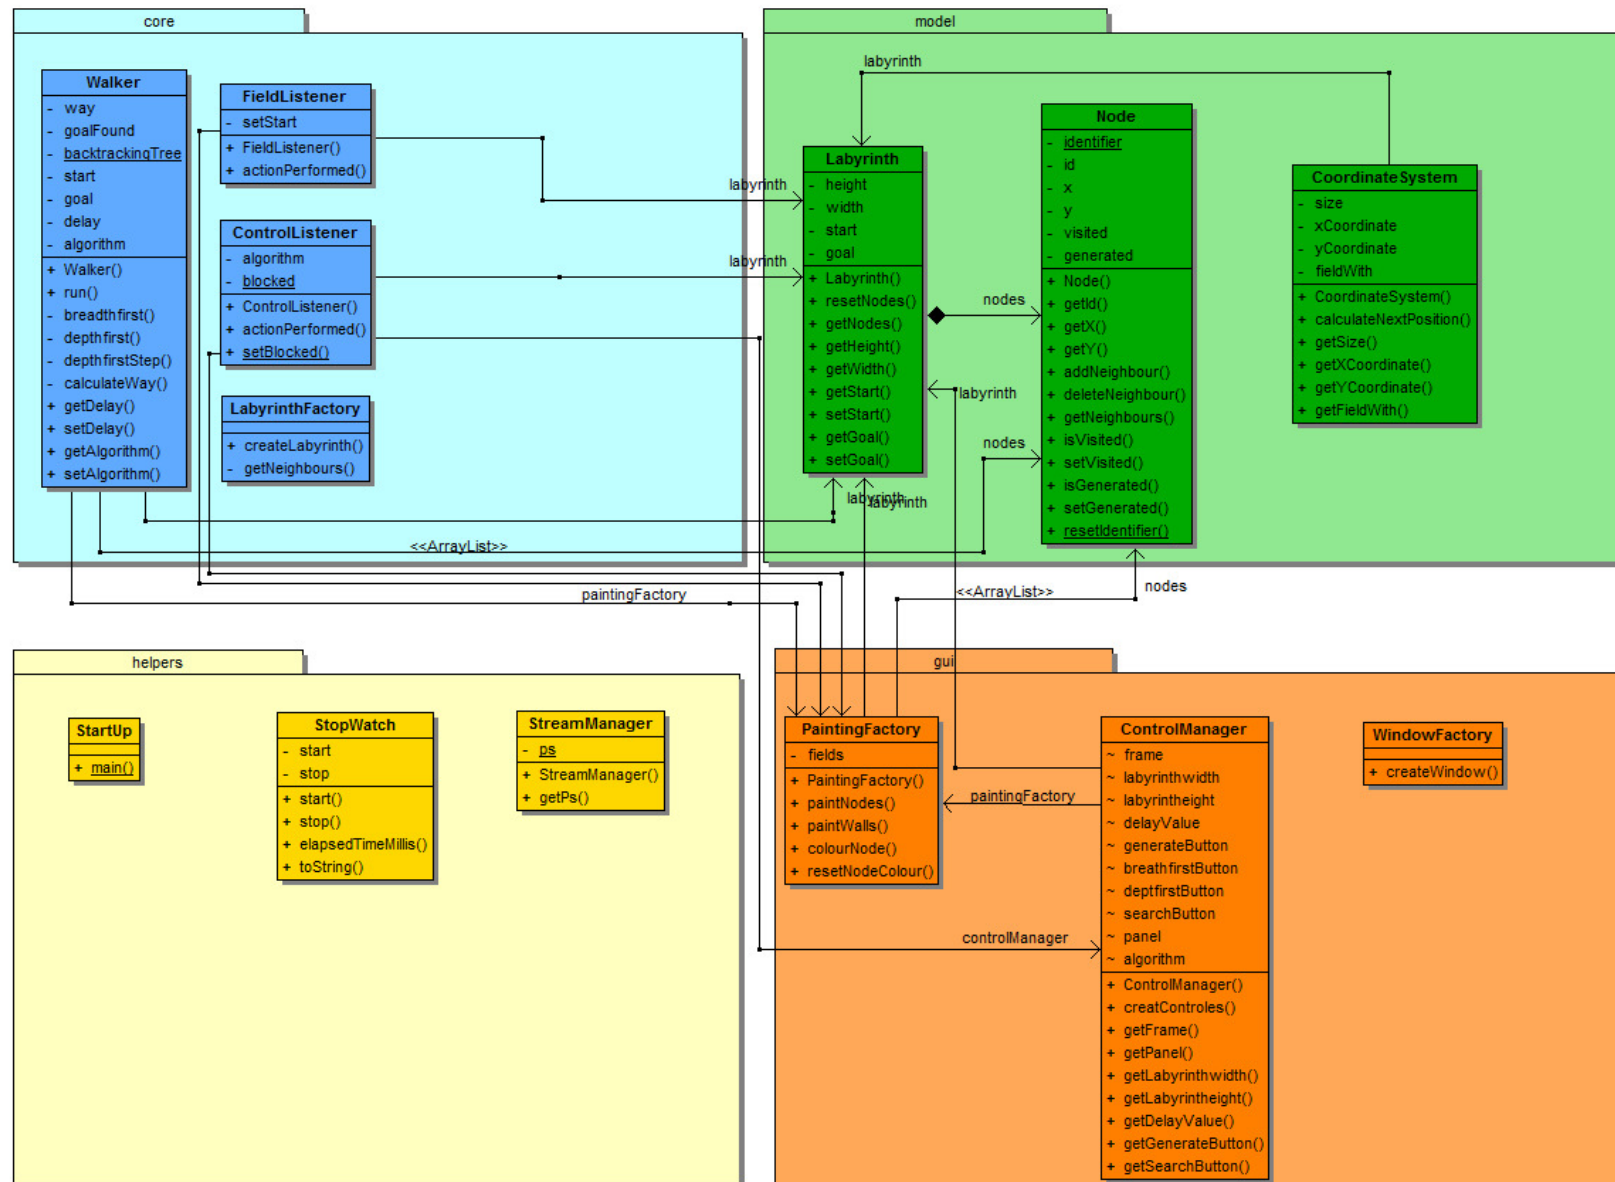 core
Walker
- way
- goalFound
- backtrackingTree
- start
- goal
- delay
- algorithm
+ Walker()
+ run()
- breadthfirst()
- depthfirst()
- depthfirstStep()
- calculateWay()
+ getDelay()
+ setDelay()
+ getAlgorithm()
+ setAlgorithm()
FieldListener
- setStart
+ FieldListener()
+ actionPerformed()
ControlListener
- algorithm
- blocked
+ ControlListener()
+ actionPerformed()
+ setBlocked()
LabyrinthFactory
+ createLabyrinth()
- getNeighbours()
model
labyrinth
labyrinth
labyrinth
Labyrinth
- height
- width
- start
- goal
+ Labyrinth()
+ resetNodes()
+ getNodes()
+ getHeight()
+ getWidth()
+ getStart()
+ setStart()
+ getGoal()
+ setGoal()
nodes
labyrinth
nodes
labyrinth
labyrinth
Node
- identifier
- id
- x
- y
- visited
- generated
+ Node()
+ getId()
+ getX()
+ getY()
+ addNeighbour()
+ deleteNeighbour()
+ getNeighbours()
+ isVisited()
+ setVisited()
+ isGenerated()
+ setGenerated()
+ resetIdentifier()
CoordinateSystem
- size
- xCoordinate
- yCoordinate
- fieldWith
+ CoordinateSystem()
+ calculateNextPosition()
+ getSize()
+ getXCoordinate()
+ getYCoordinate()
+ getFieldWith()
<<ArrayList>>
paintingFactory
<<ArrayList>>
nodes
helpers
StartUp
+ main()
StopWatch
- start
- stop
+ start()
+ stop()
+ elapsedTimeMillis()
+ toString()
StreamManager
- ps
+ StreamManager()
+ getPs()
gui
PaintingFactory
- fields
+ PaintingFactory()
+ paintNodes()
+ paintWalls()
+ colourNode()
+ resetNodeColour()
paintingFactory
controlManager
ControlManager
~ frame
~ labyrinthwidth
~ labyrintheight
~ delayValue
~ generateButton
~ breathfirstButton
~ deptfirstButton
~ searchButton
~ panel
~ algorithm
+ ControlManager()
+ creatControles()
+ getFrame()
+ getPanel()
+ getLabyrinthwidth()
+ getLabyrintheight()
+ getDelayValue()
+ getGenerateButton()
+ getSearchButton()
WindowFactory
+ createWindow()